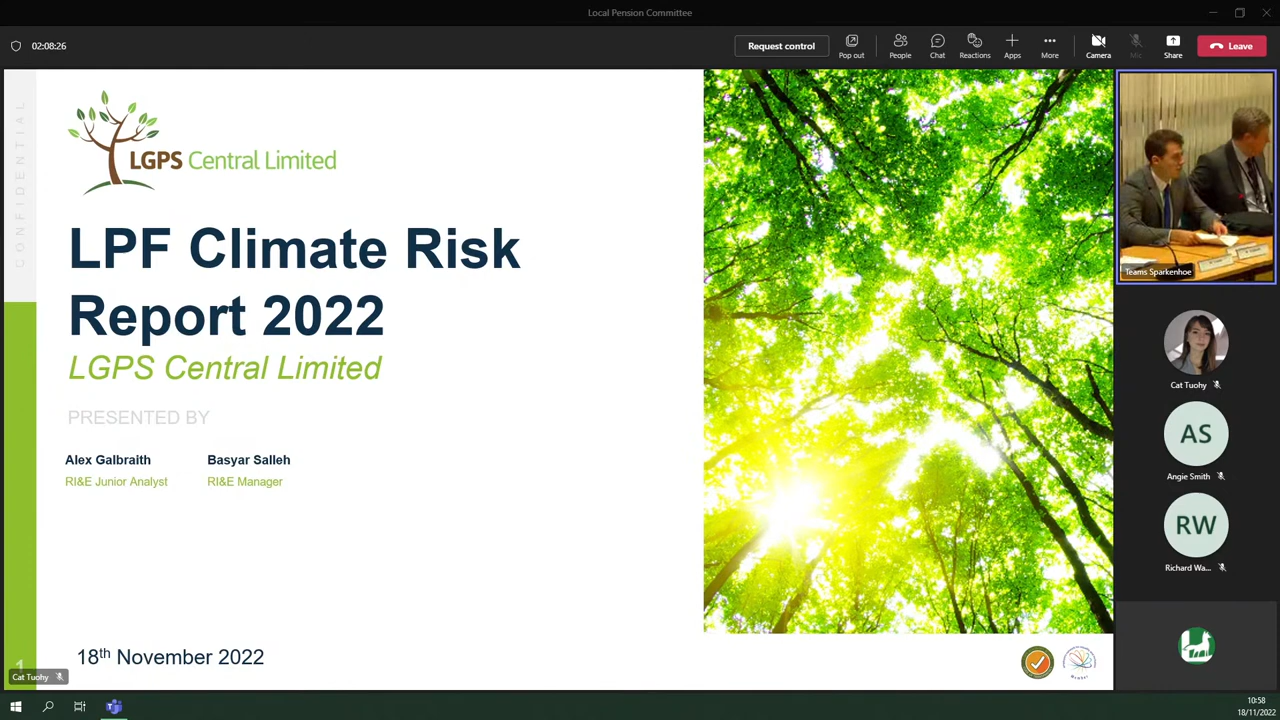 Local Pension Committee
02:08:26
Request control
Pop out
People
Chat
Reactions
Apps
More
Camera
Mic
Share
Leave
CONFIDENTIAL
LGPS Central Limited
LPF Climate Risk
Report 2022
LGPS Central Limited
PRESENTED BY
Alex Galbraith
Basyar Salleh
RI&E Junior Analyst
RI&E Manager
18th November 2022
1
Cat Tuohy
Teams Sparkenhoe
Cat Tuohy
AS
Angie Smith
RW
Richard Wa...
10:58
18/11/2022